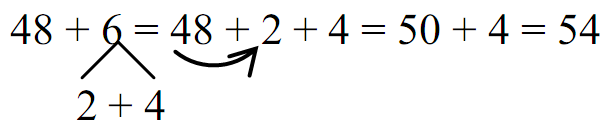 48 + 6 = 48 + 2 + 4 = 50 + 4 = 54
2 + 4